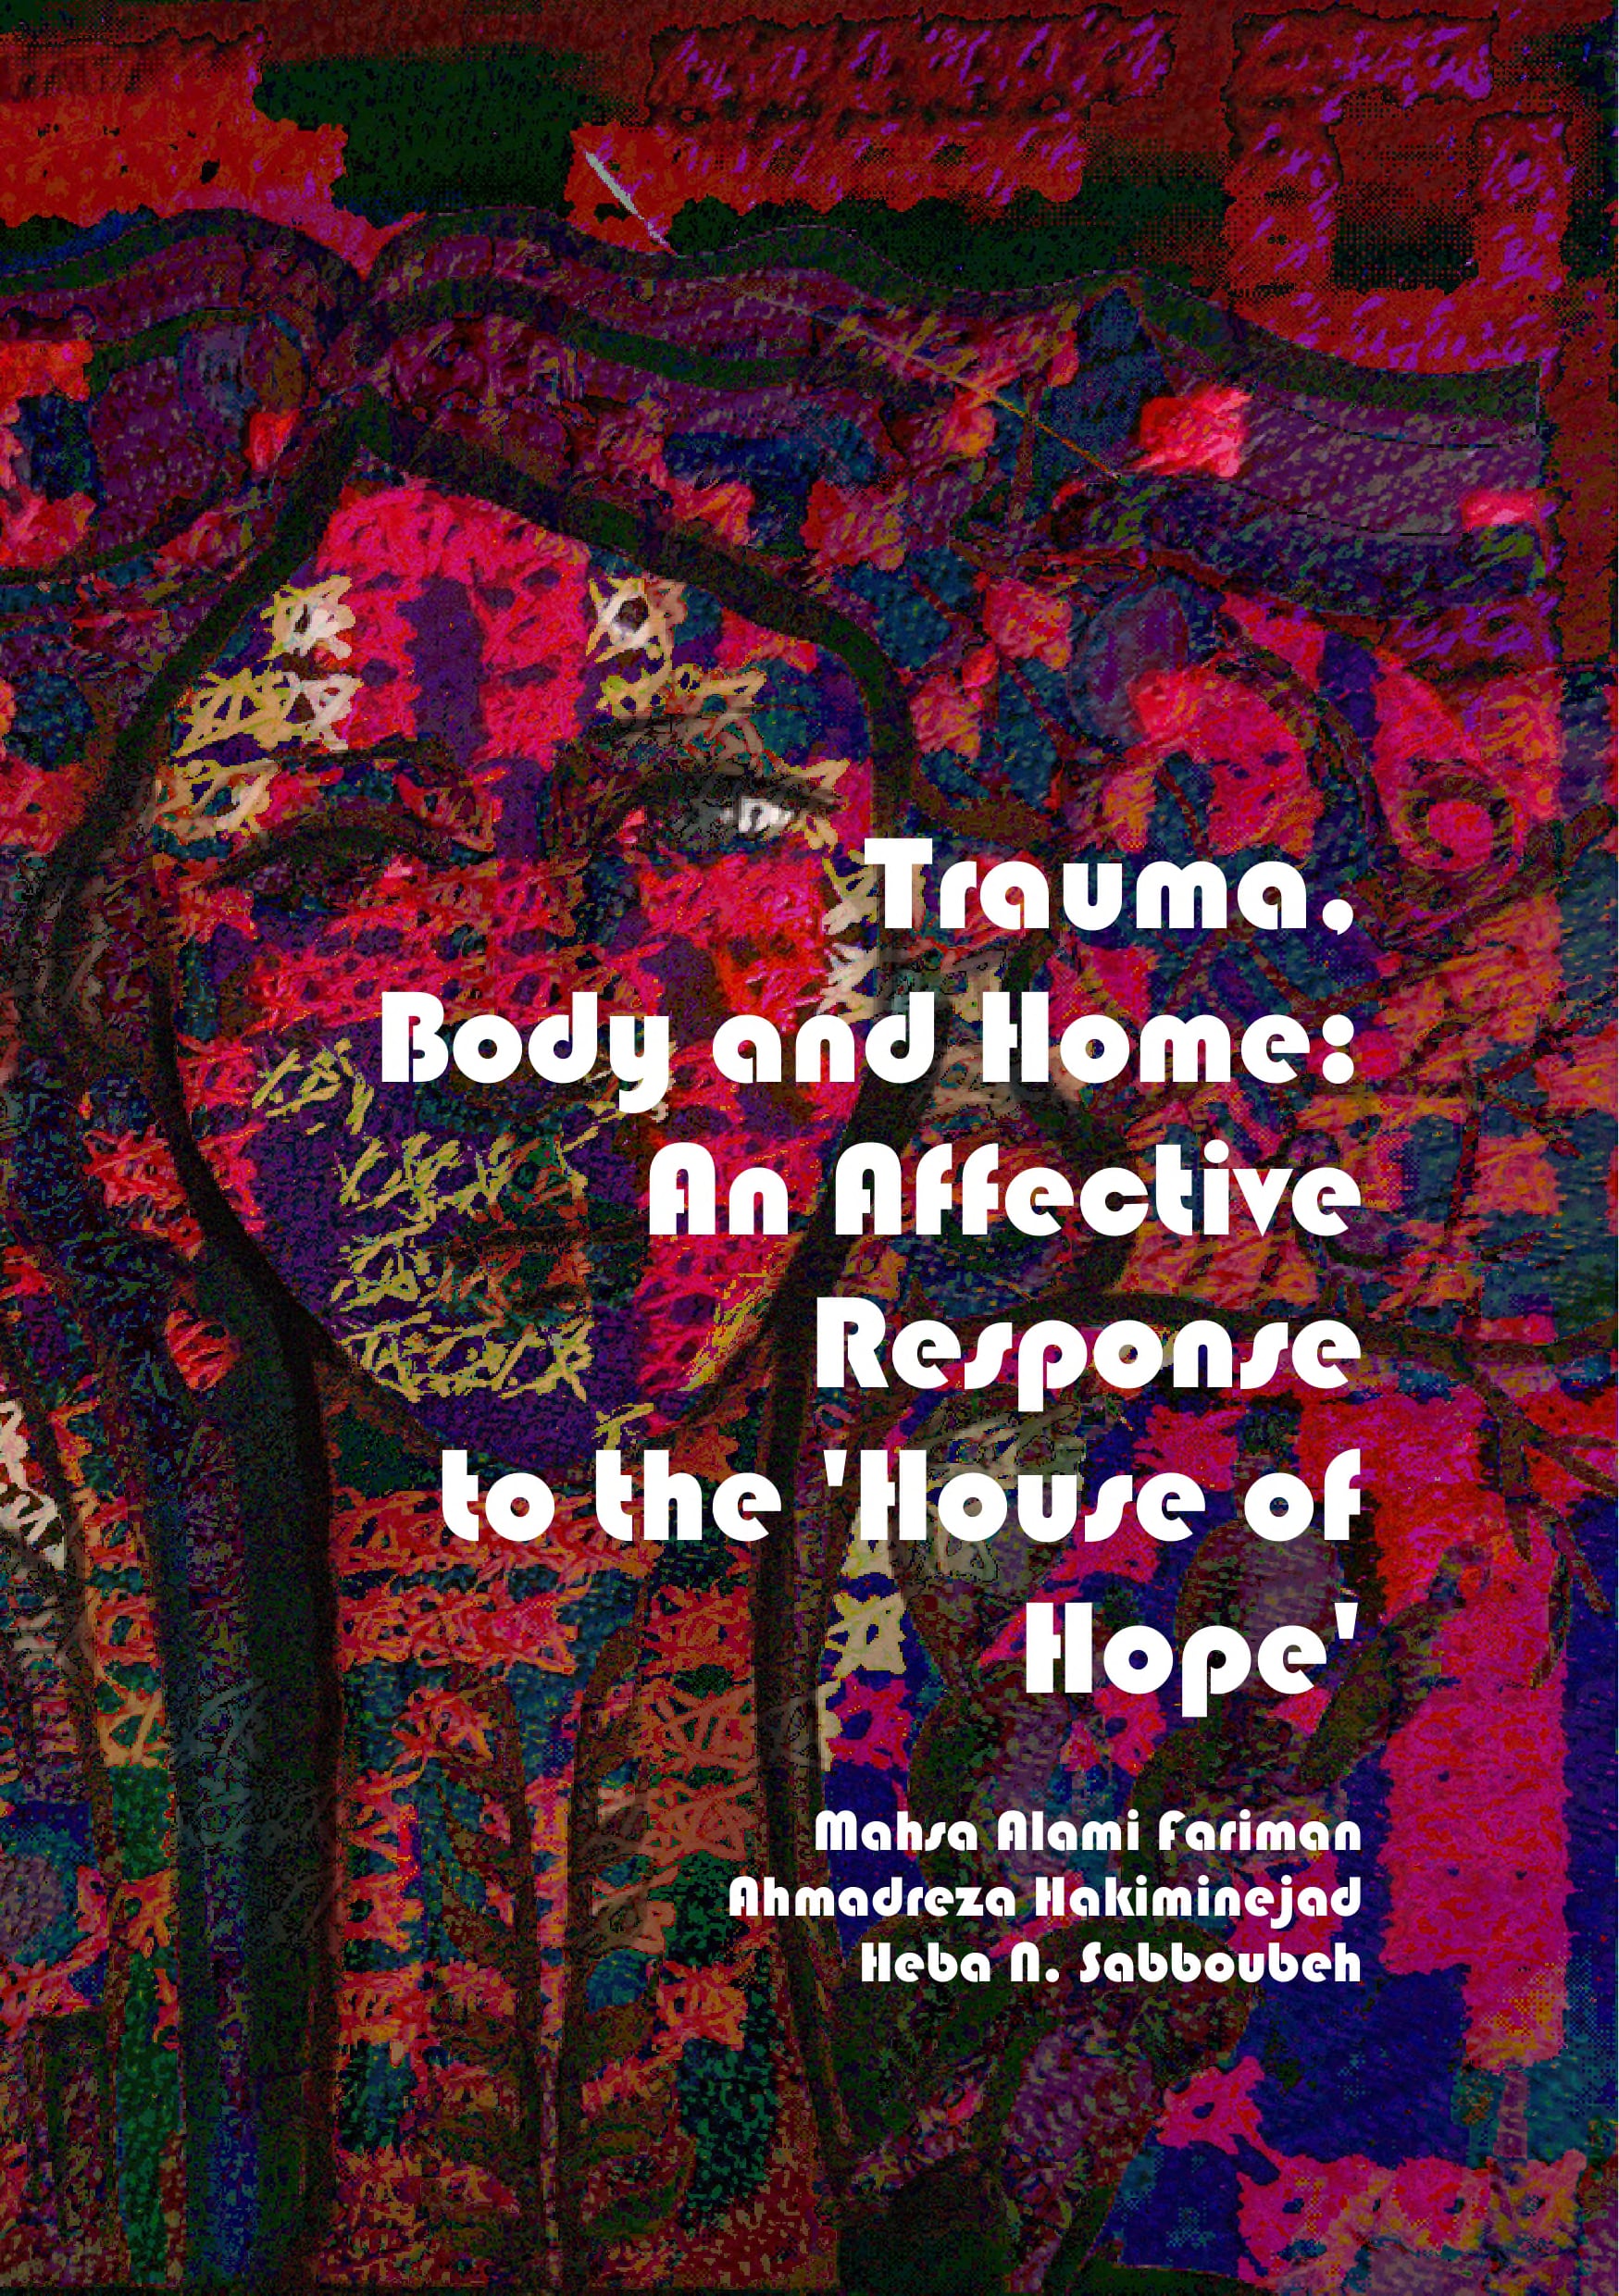 Trauma,
Body and Home:
An Affective
Response
to the 'House of
Hope'
Mahsa Alami Fariman
Ahmadreza Hakiminejad
Heba N. Sabboubeh